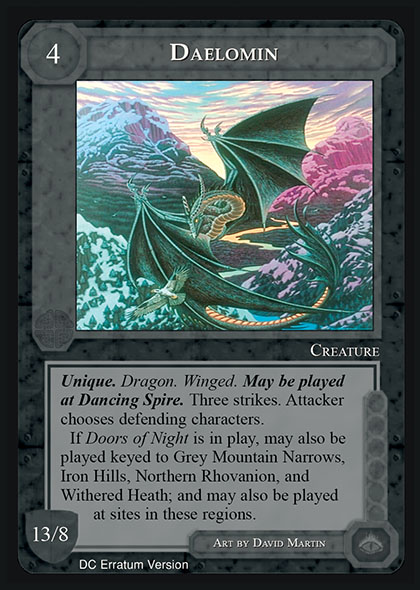 4
DAELOMIN
CREATURE
Unique. Dragon. Winged. May be played
at Dancing Spire. Three strikes. Attacker
chooses defending characters.
If Doors of Night is in play, may also be
played keyed to Grey Mountain Narrows,
Iron Hills, Northern Rhovanion, and
Withered Heath; and may also be played
at sites in these regions.
13/8
ART BY DAVID MARTIN
DC Erratum Version